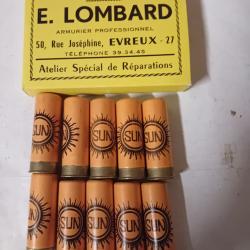 E. LOMBARD
ARMURIER PROFESSIONNEL
50, Rue Joséphine, EVREUX - 27
TÉLÉPHONE 39.34.45
Atelier Spécial de Réparations
SUN SUN SUN SUN SUN
SUN SUN SUN SUN SUN